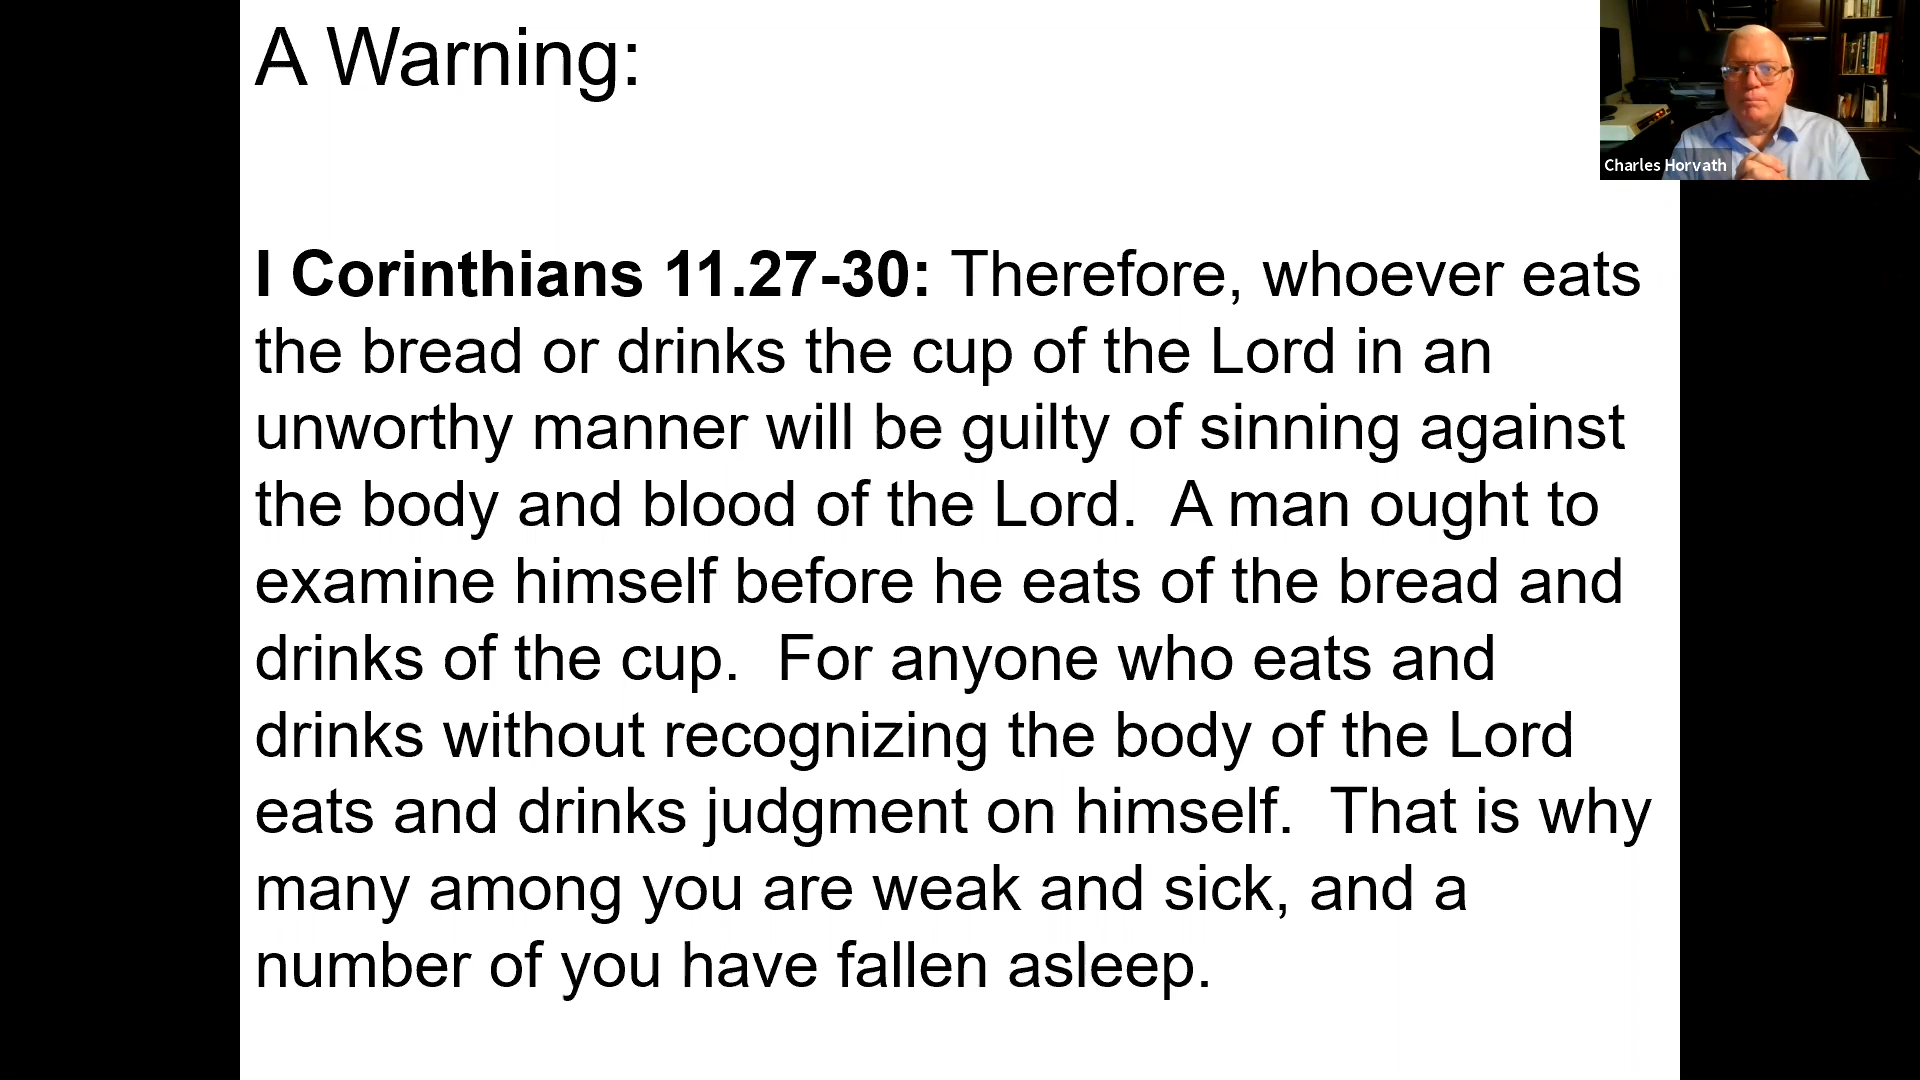 A Warning:
Charles Horvath
I Corinthians 11.27-30: Therefore, whoever eats
the bread or drinks the cup of the Lord in an
unworthy manner will be guilty of sinning against
the body and blood of the Lord.  A man ought to
examine himself before he eats of the bread and
drinks of the cup.  For anyone who eats and
drinks without recognizing the body of the Lord
eats and drinks judgment on himself.  That is why
many among you are weak and sick, and a
number of you have fallen asleep.